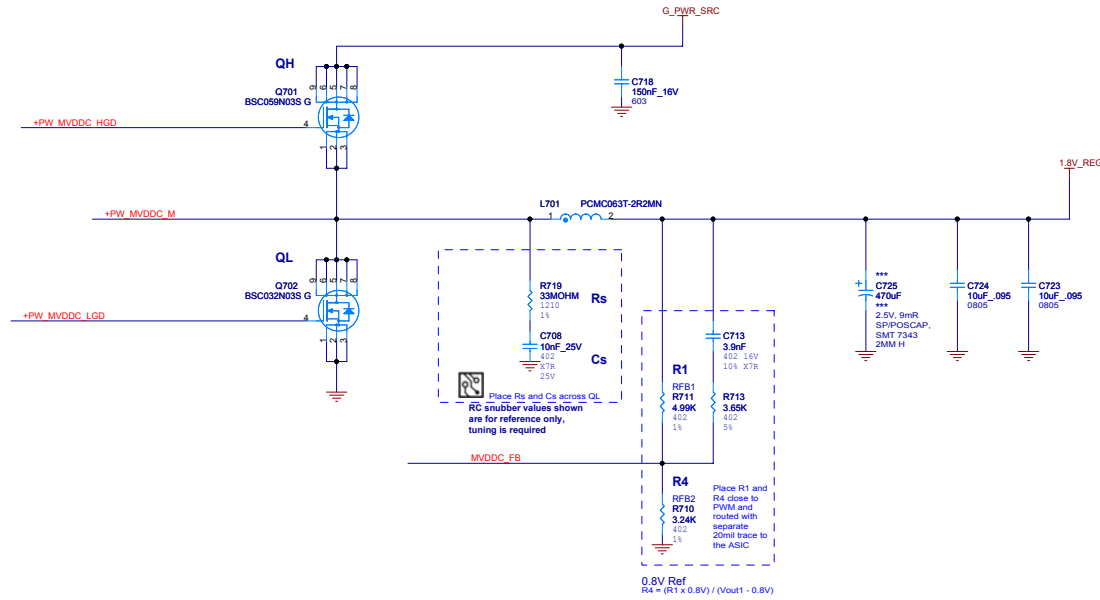 G_PWR_SRC
QH
Q701
BSC059N03S G
9 6 5 7 8
4
1 2 3
+PW_MVDDC_HGD
C718
150nF_16V
603
1.8V_REG
+PW_MVDDC_M
L701
PCMC063T-2R2MN
1
2
QL
Q702
BSC032N03S G
9 6 5 7 8
4
1 2 3
+PW_MVDDC_LGD
R719
33MOHM
1210
1%
Rs
C708
10nF_25V
402
X7R
25V
Cs
Place Rs and Cs across QL
RC snubber values shown
are for reference only,
tuning is required
C713
3.9nF
402 16V
10% X7R
R1
RFB1
R711
4.99K
402
1%
R713
3.65K
402
5%
MVDDC_FB
R4
RFB2
R710
3.24K
402
1%
Place R1 and
R4 close to
PWM and
routed with
separate
20mil trace to
the ASIC
0.8V Ref
R4 = (R1 x 0.8V) / (Vout1 - 0.8V)
+
***
C725
470uF
***
2.5V, 9mR
SP/POSCAP,
SMT 7343
2MM H
C724
10uF_.095
0805
C723
10uF_.095
0805